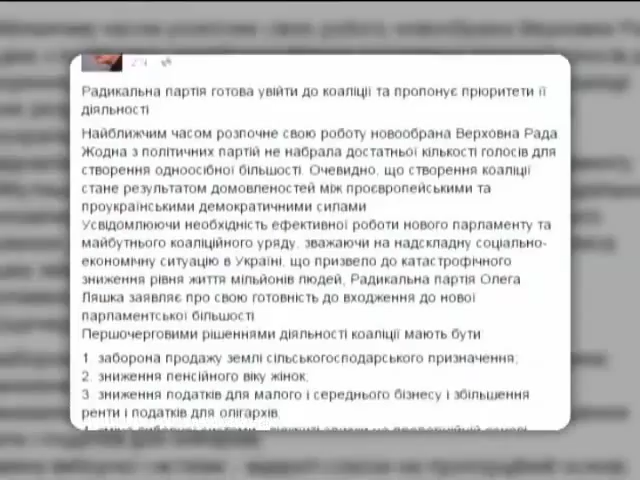 Радикальна партія готова увійти до коаліції та пропонує пріоритети її
діяльності
Найближчим часом розпочне свою роботу новообрана Верховна Рада
Жодна з політичних партій не набрала достатньої кількості голосів для
створення одноосібної більшості. Очевидно, що створення коаліції
стане результатом домовленостей між проєвропейськими та
проукраїнськими демократичними силами
Усвідомлюючи необхідність ефективної роботи нового парламенту та
майбутнього коаліційного уряду, зважаючи на надскладну соціально-
економічну ситуацію в Україні, що призвело до катастрофічного
зниження рівня життя мільйонів людей, Радикальна партія Олега
Ляшка заявляє про свою готовність до входження до нової
парламентської більшості
Першочерговими рішеннями діяльності коаліції мають бути
1 заборона продажу землі сільськогосподарського призначення;
2. зниження пенсійного віку жінок;
3 зниження податків для малого і середнього бізнесу і збільшення
ренти і податків для олігархів